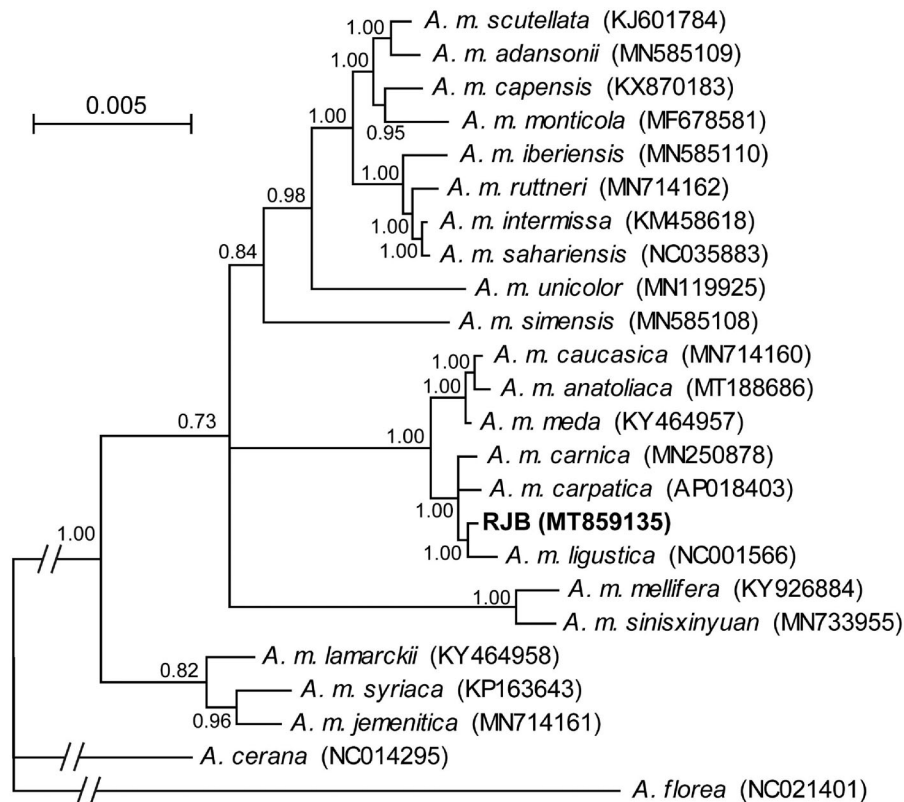 1.00 A. m. scutellata (KJ601784)
1.00 A. m. adansonii (MN585109)
A. m. capensis (KX870183)
0.005
1.00 0.95 A. m. monticola (MF678581)
A. m. iberiensis (MN585110)
1.00
0.98 A. m. ruttneri (MN714162)
1.00 A. m. intermissa (KM458618)
0.84 1.00 A. m. sahariensis (NC035883)
A. m. unicolor (MN119925)
A. m. simensis (MN585108)
1.00 A. m. caucasica (MN714160)
1.00 A. m. anatoliaca (MT188686)
0.73 A. m. meda (KY464957)
1.00
A. m. carnica (MN250878)
A. m. carpatica (AP018403)
1.00 RJB (MT859135)
1.00 1.00 A. m. ligustica (NC001566)
1.00 A. m. mellifera (KY926884)
A. m. sinisxinyuan (MN733955)
0.82 A. m. lamarckii (KY464958)
A. m. syriaca (KP163643)
0.96 A. m. jemenitica (MN714161)
A. cerana (NC014295)
A. florea (NC021401)